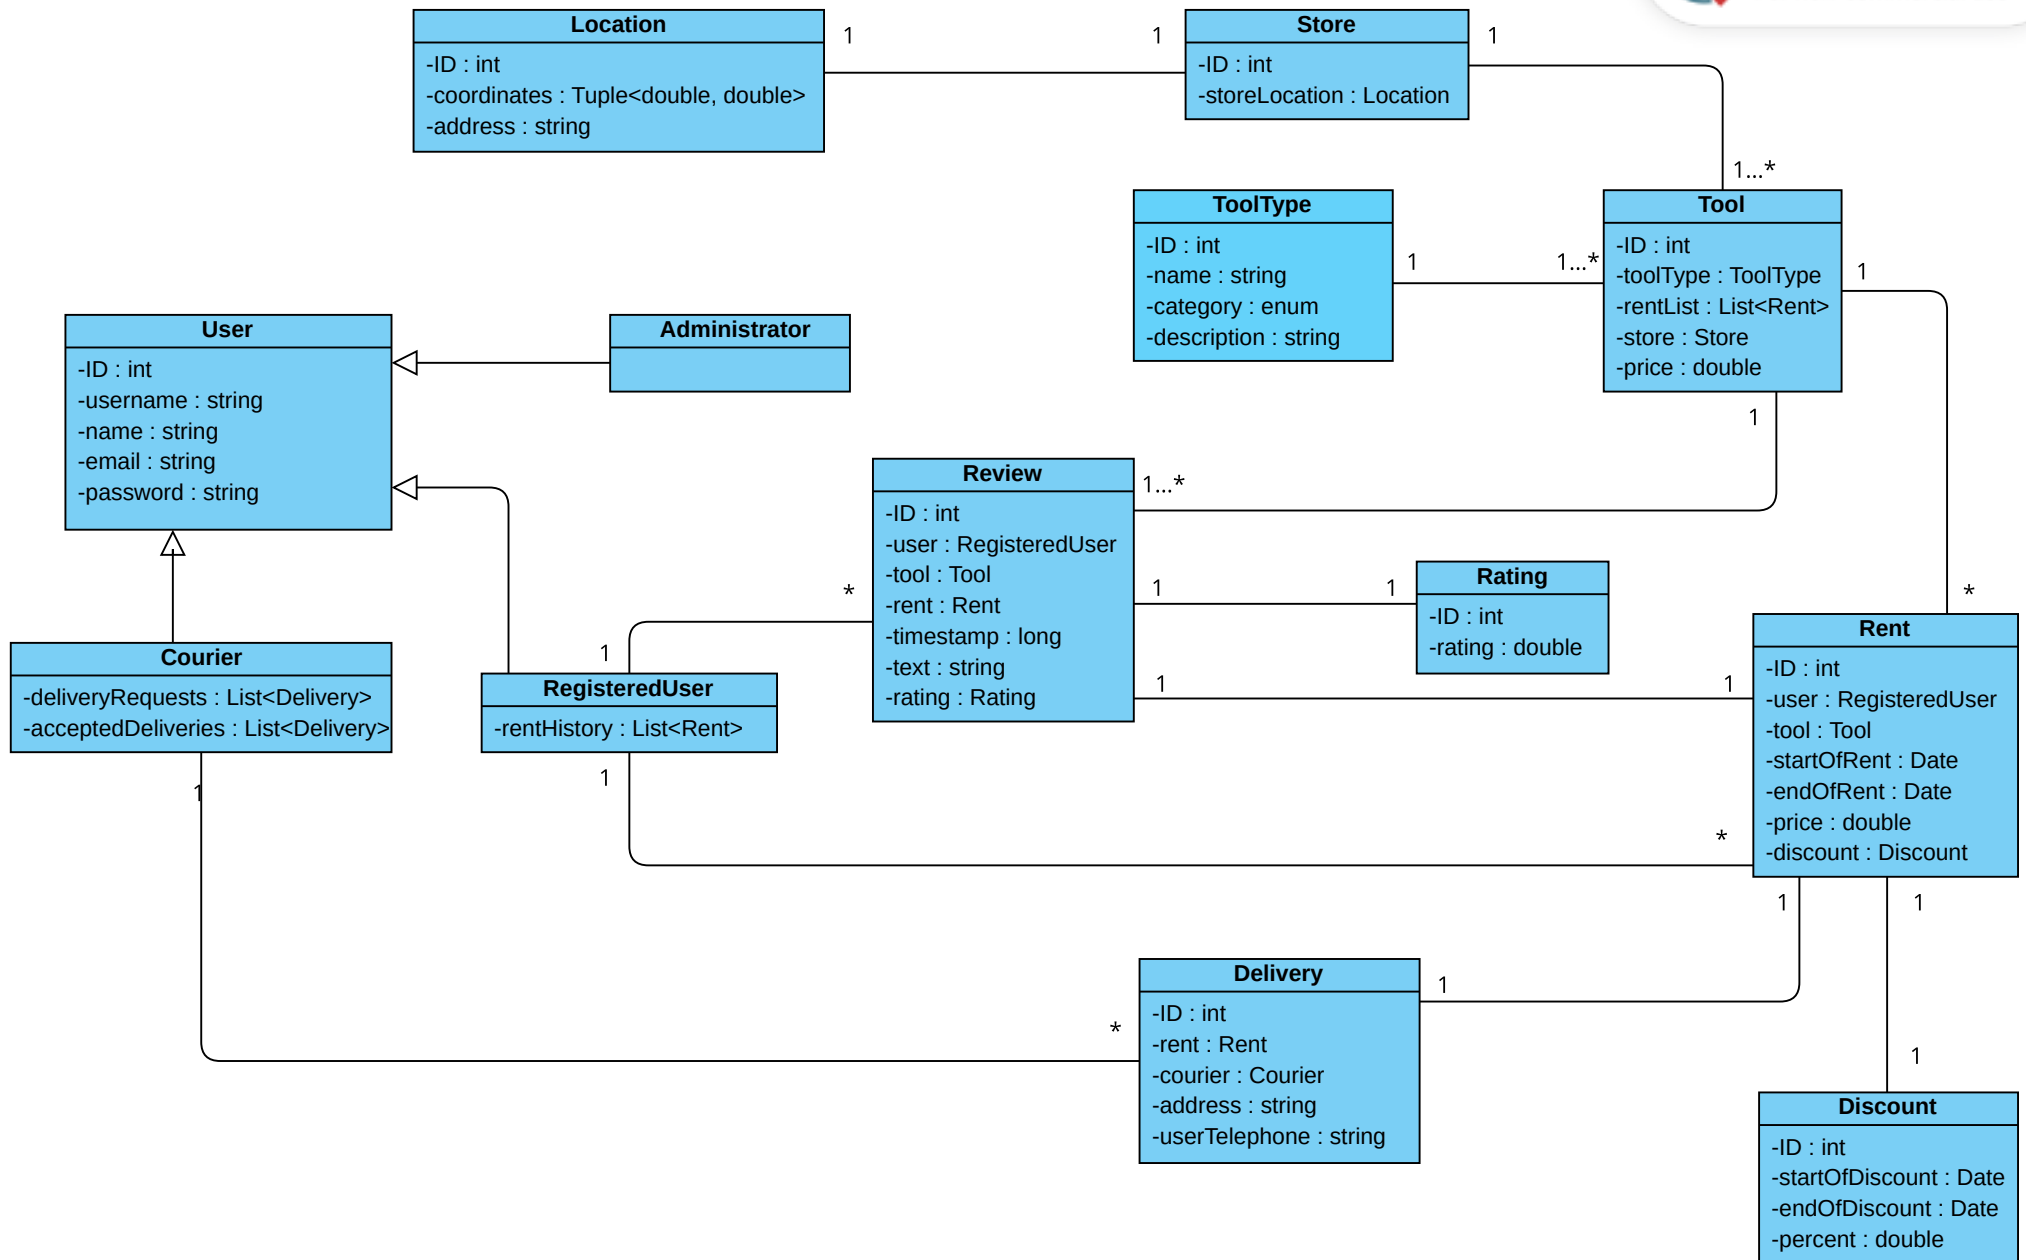 Location
-ID : int
-coordinates : Tuple<double, double>
-address : string
1
1
Store
-ID : int
-storeLocation : Location
1
1...*
ToolType
-ID : int
-name : string
-category : enum
-description : string
1
1...*
Tool
-ID : int
-toolType : ToolType
-rentList : List<Rent>
-store : Store
-price : double
1
1
User
-ID : int
-username : string
-name : string
-email : string
-password : string
Administrator
Review
-ID : int
-user : RegisteredUser
-tool : Tool
-rent : Rent
-timestamp : long
-text : string
-rating : Rating
1...*
*
1
1
Rating
-ID : int
-rating : double
1
1
*
Rent
-ID : int
-user : RegisteredUser
-tool : Tool
-startOfRent : Date
-endOfRent : Date
-price : double
-discount : Discount
Courier
-deliveryRequests : List<Delivery>
-acceptedDeliveries : List<Delivery>
1
1
RegisteredUser
-rentHistory : List<Rent>
1
*
1
1
Delivery
-ID : int
-rent : Rent
-courier : Courier
-address : string
-userTelephone : string
1
*
1
Discount
-ID : int
-startOfDiscount : Date
-endOfDiscount : Date
-percent : double